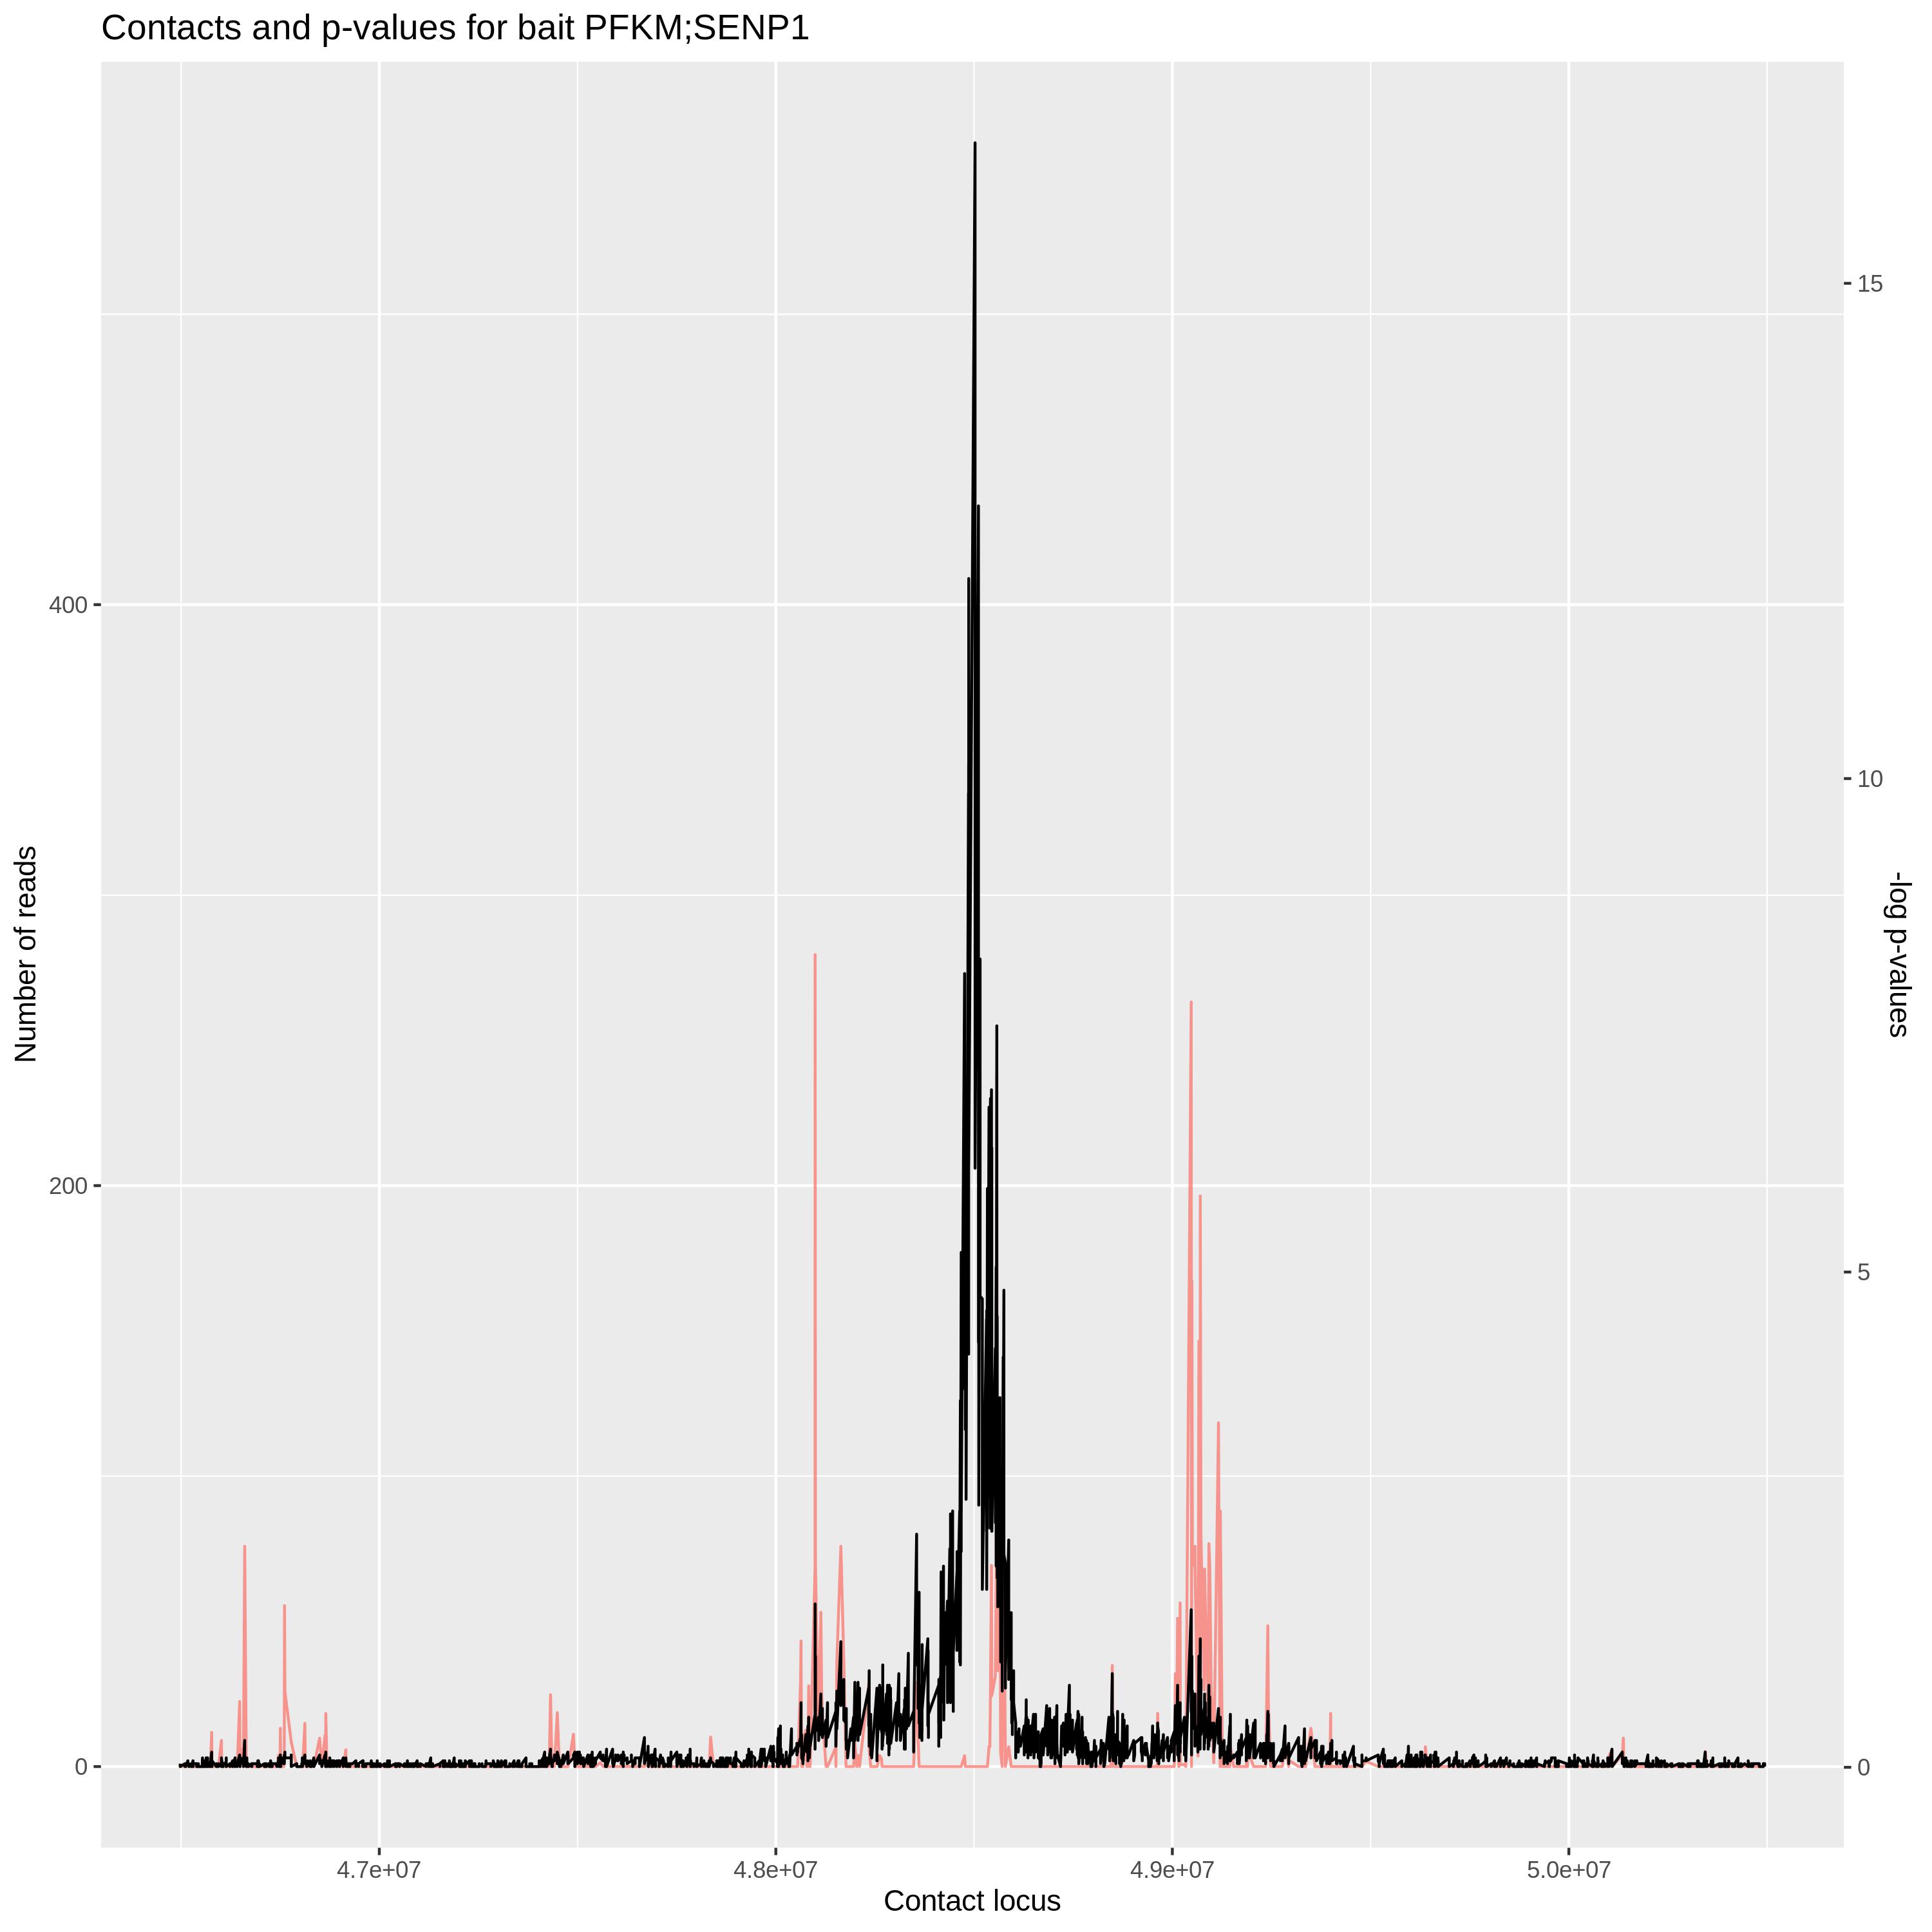 Contacts and p-values for bait PFKM;SENP1
Number of reads
400
200
0
15
10
5
0
-log p-values
4.7e+07 4.8e+07 4.9e+07 5.0e+07
Contact locus